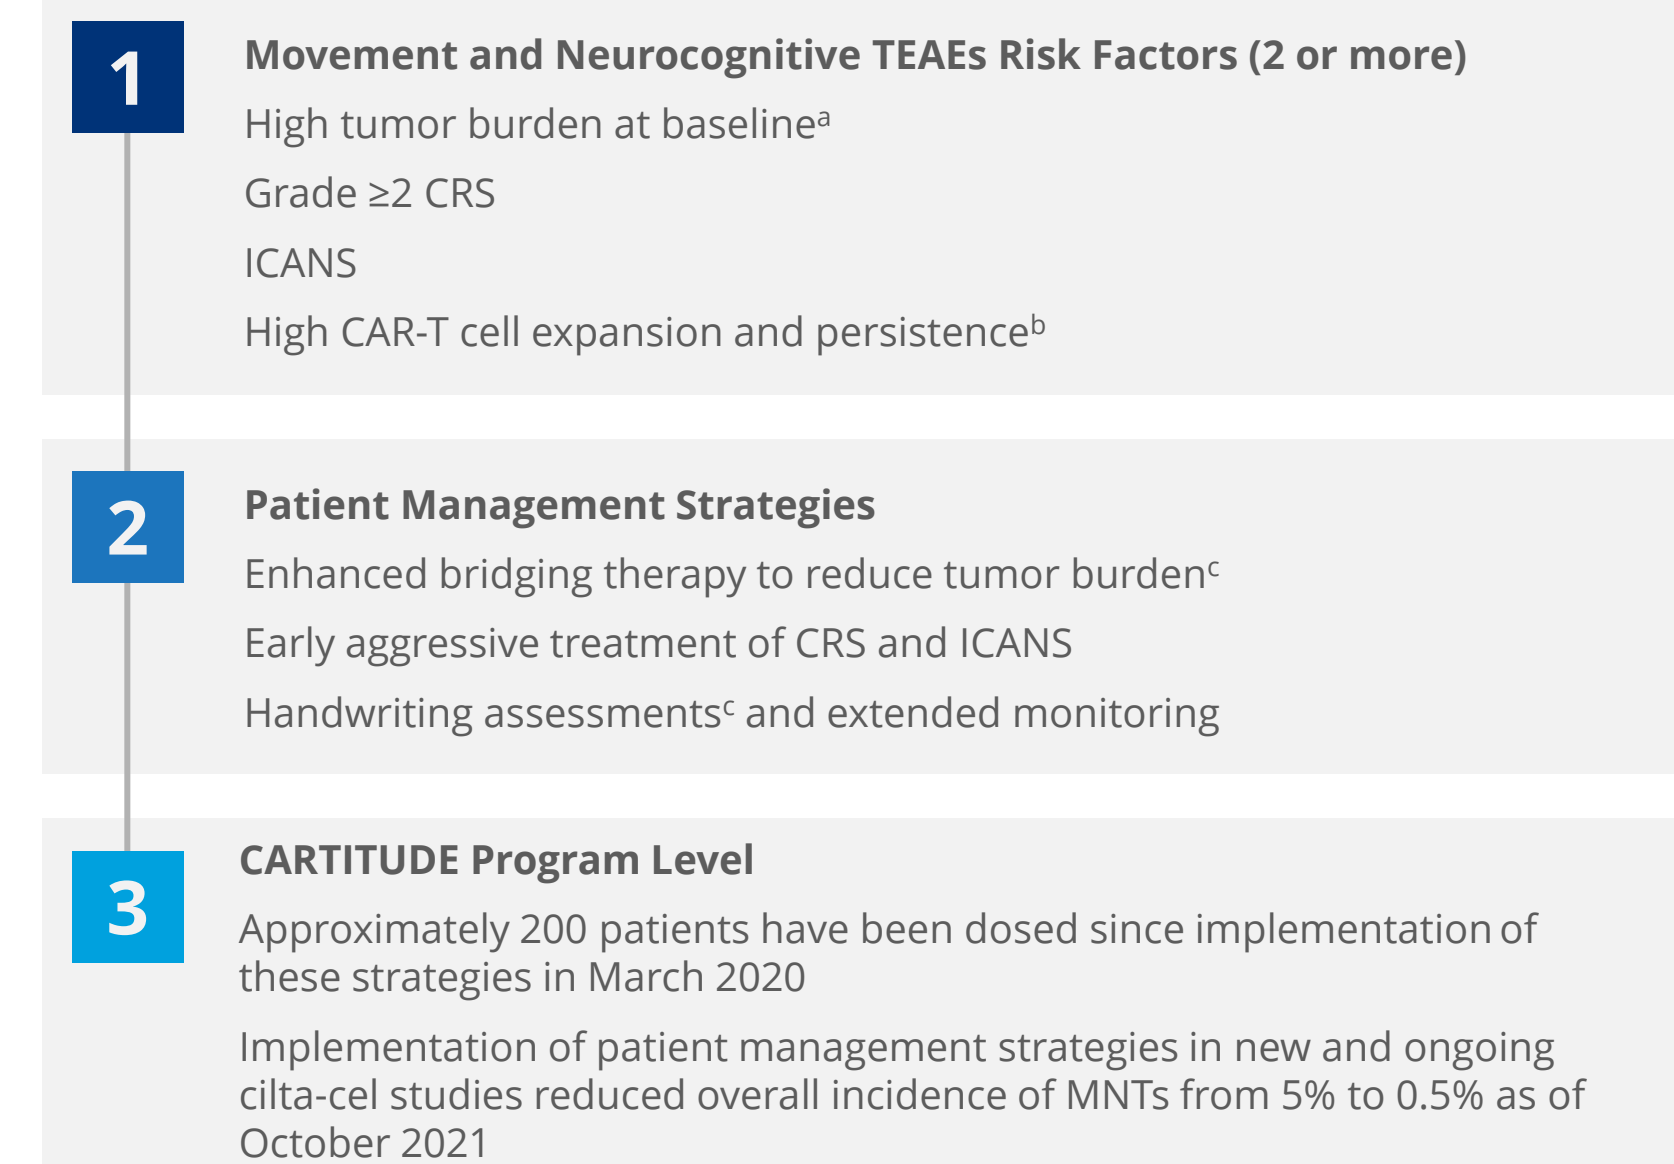 1
Movement and Neurocognitive TEAEs Risk Factors (2 or more)
High tumor burden at baselineᵃ
Grade ≥2 CRS
ICANS
High CAR-T cell expansion and persistenceᵇ
2
Patient Management Strategies
Enhanced bridging therapy to reduce tumor burdenᶜ
Early aggressive treatment of CRS and ICANS
Handwriting assessmentsᶜ and extended monitoring
3
CARTITUDE Program Level
Approximately 200 patients have been dosed since implementation of
these strategies in March 2020
Implementation of patient management strategies in new and ongoing
cilta-cel studies reduced overall incidence of MNTs from 5% to 0.5% as of
October 2021